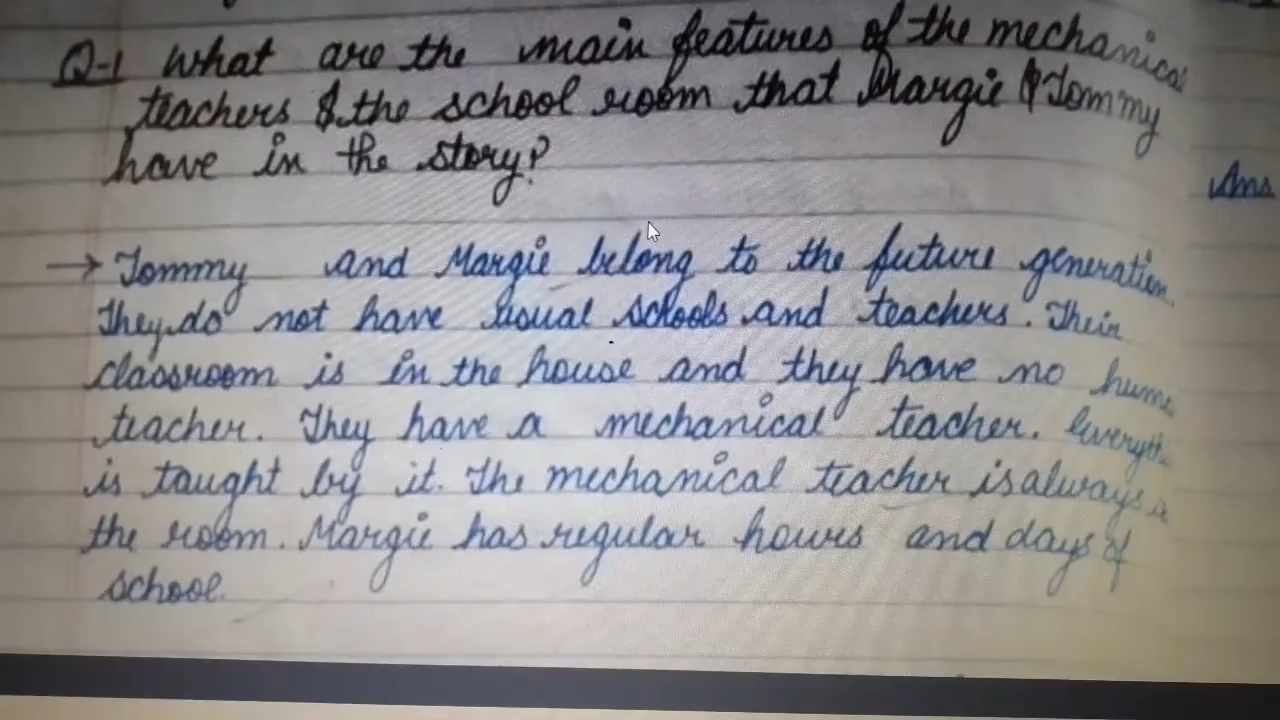 Q-1 What are the main features of the mechanical
teachers & the school room that Margie & Tommy
have in the story?
Ans
→ Tommy and Margie belong to the future generation.
They do not have usual schools and teachers. Their
classroom is in the house and they have no
teacher. They have a mechanical teacher.
is taught by it. The mechanical teacher is always
the room. Margie has regular hours and days of
school.